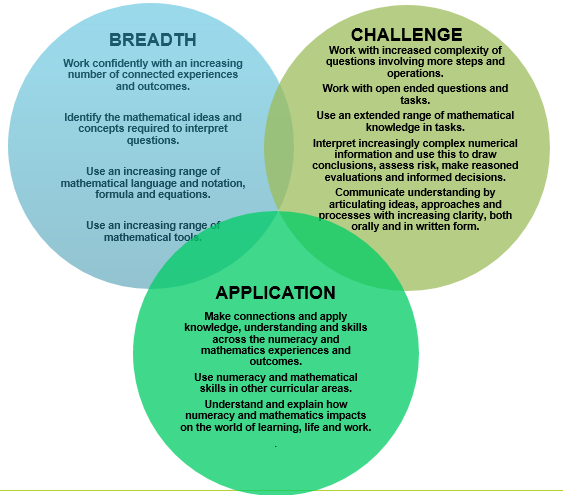 BREADTH
Work confidently with an increasing
number of connected experiences
and outcomes.
Identify the mathematical ideas and
concepts required to interpret
questions.
Use an increasing range of
mathematical language and notation,
formula and equations.
Use an increasing range of
mathematical tools.
CHALLENGE
Work with increased complexity of
questions involving more steps and
operations.
Work with open ended questions and
tasks.
Use an extended range of mathematical
knowledge in tasks.
Interpret increasingly complex numerical
information and use this to draw
conclusions, assess risk, make reasoned
evaluations and informed decisions.
Communicate understanding by
articulating ideas, approaches and
processes with increasing clarity, both
orally and in written form.
APPLICATION
Make connections and apply
knowledge, understanding and skills
across the numeracy and
mathematics experiences and
outcomes.
Use numeracy and mathematical
skills in other curricular areas.
Understand and explain how
numeracy and mathematics impacts
on the world of learning, life and work.
.